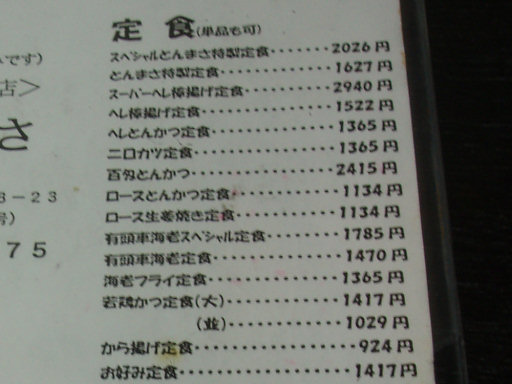 定食(単品も可)
スペシャルとんまさ特製定食・・・・・・・2026円
とんまさ特製定食・・・・・・・・・・・・・1627円
スーパーヘレ棒揚げ定食・・・・・・・・・2940円
ヘレ棒揚げ定食・・・・・・・・・・・・・・1522円
ヘレとんかつ定食・・・・・・・・・・・・・1365円
二口カツ定食・・・・・・・・・・・・・・・1365円
百匁とんかつ・・・・・・・・・・・・・・・2415円
ロースとんかつ定食・・・・・・・・・・・・1134円
ロース生姜焼き定食・・・・・・・・・・・・1134円
有頭車海老スペシャル定食・・・・・・・・1785円
有頭車海老定食・・・・・・・・・・・・・・1470円
海老フライ定食・・・・・・・・・・・・・・1365円
若鶏かつ定食(大)・・・・・・・・・・・・1417円
(並)・・・・・・・・・・・・1029円
から揚げ定食・・・・・・・・・・・・・・・・924円
お好み定食・・・・・・・・・・・・・・・・・1417円
です)
店>
さ
8-23
号)
75